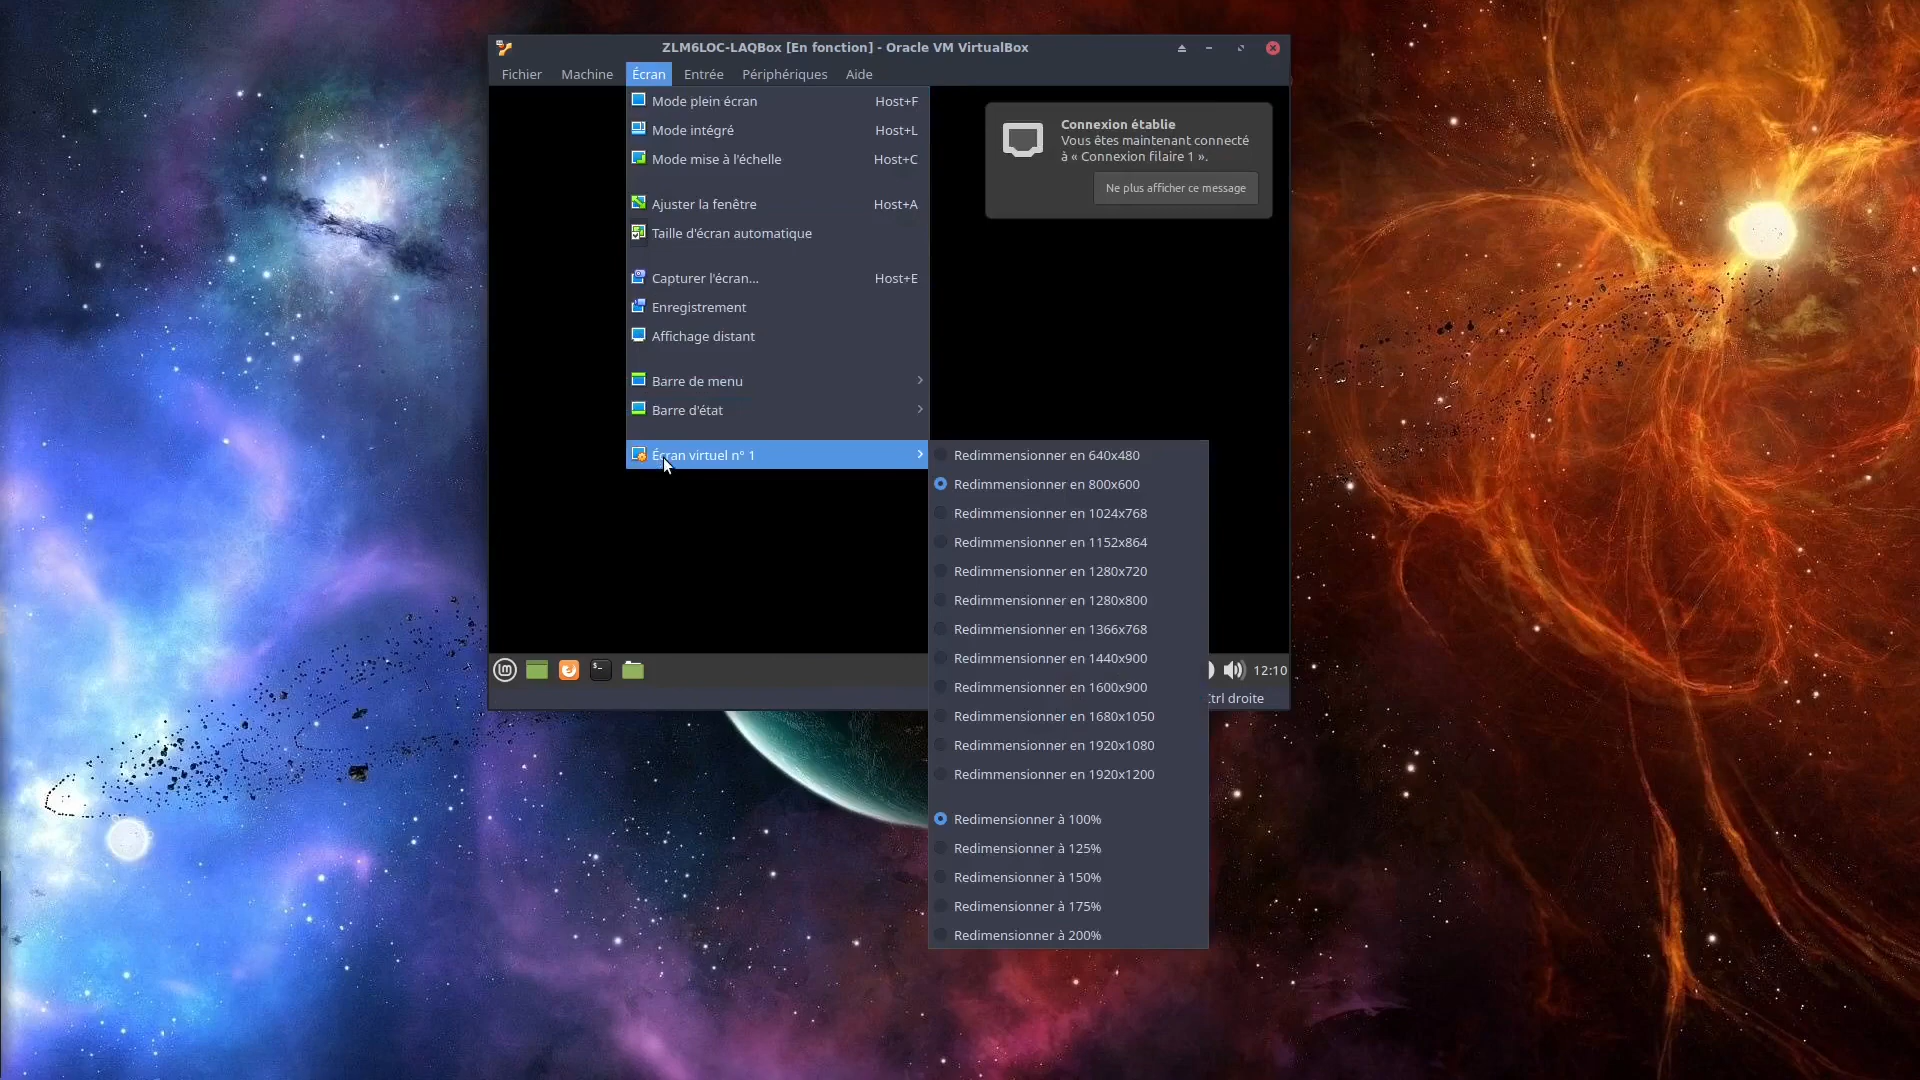 ZLM6LOC-LAQBox [En fonction] - Oracle VM VirtualBox
Fichier Machine Écran Entrée Périphériques Aide
Mode plein écran Host+F
Mode intégré Host+L
Mode mise à l'échelle Host+C
Ajuster la fenêtre Host+A
Taille d'écran automatique
Capturer l'écran... Host+E
Enregistrement
Affichage distant
Barre de menu
Barre d'état
Écran virtuel n° 1
Connexion établie
Vous êtes maintenant connecté
à « Connexion filaire 1 ».
Ne plus afficher ce message
Redimmensionner en 640x480
Redimmensionner en 800x600
Redimmensionner en 1024x768
Redimmensionner en 1152x864
Redimmensionner en 1280x720
Redimmensionner en 1280x800
Redimmensionner en 1366x768
Redimmensionner en 1440x900
Redimmensionner en 1600x900
Redimmensionner en 1680x1050
Redimmensionner en 1920x1080
Redimmensionner en 1920x1200
Redimensionner à 100%
Redimensionner à 125%
Redimensionner à 150%
Redimensionner à 175%
Redimensionner à 200%
12:10
Ctrl droite